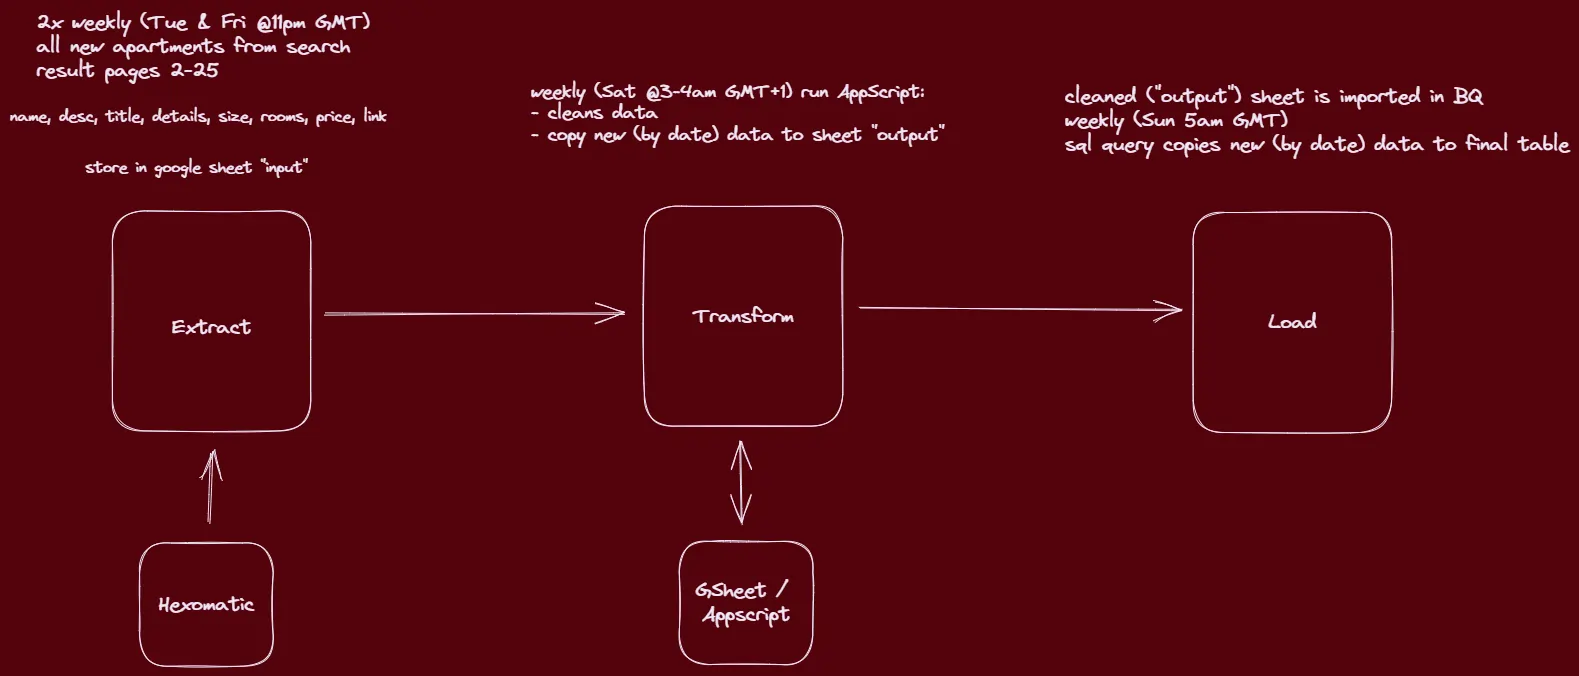 2x weekly (Tue & Fri @11pm GMT)
all new apartments from search
result pages 2-25
name, desc, title, details, size, rooms, price, link
store in google sheet "input"
weekly (Sat @3-4am GMT+1) run AppScript:
- cleans data
- copy new (by date) data to sheet "output"
cleaned ("output") sheet is imported in BQ
weekly (Sun 5am GMT)
sql query copies new (by date) data to final table
Extract
Transform
Load
Hexomatic
GSheet /
Appscript